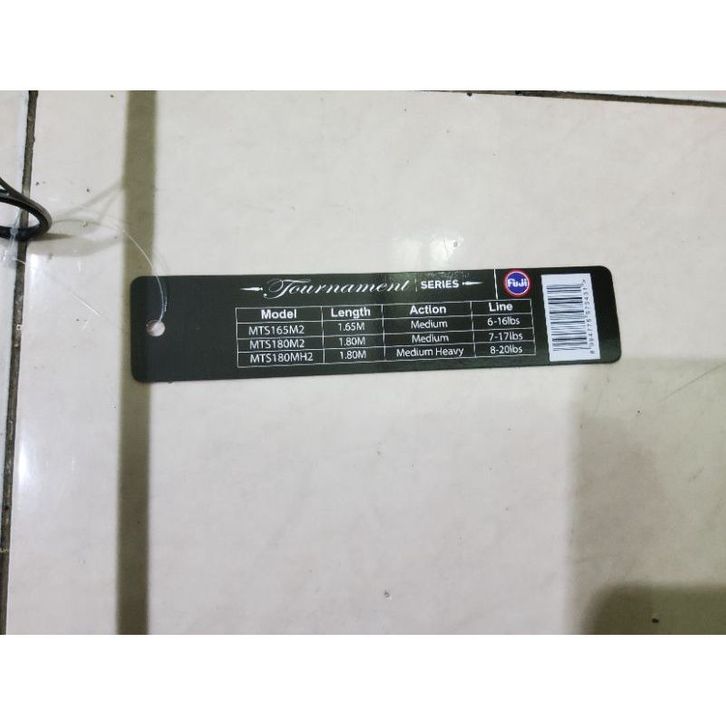 Tournament SERIES Fuji
Model Length Action Line
MTS165M2 1.65M Medium 6-16lbs
MTS180M2 1.80M Medium 7-17lbs
MTS180MH2 1.80M Medium Heavy 8-20lbs